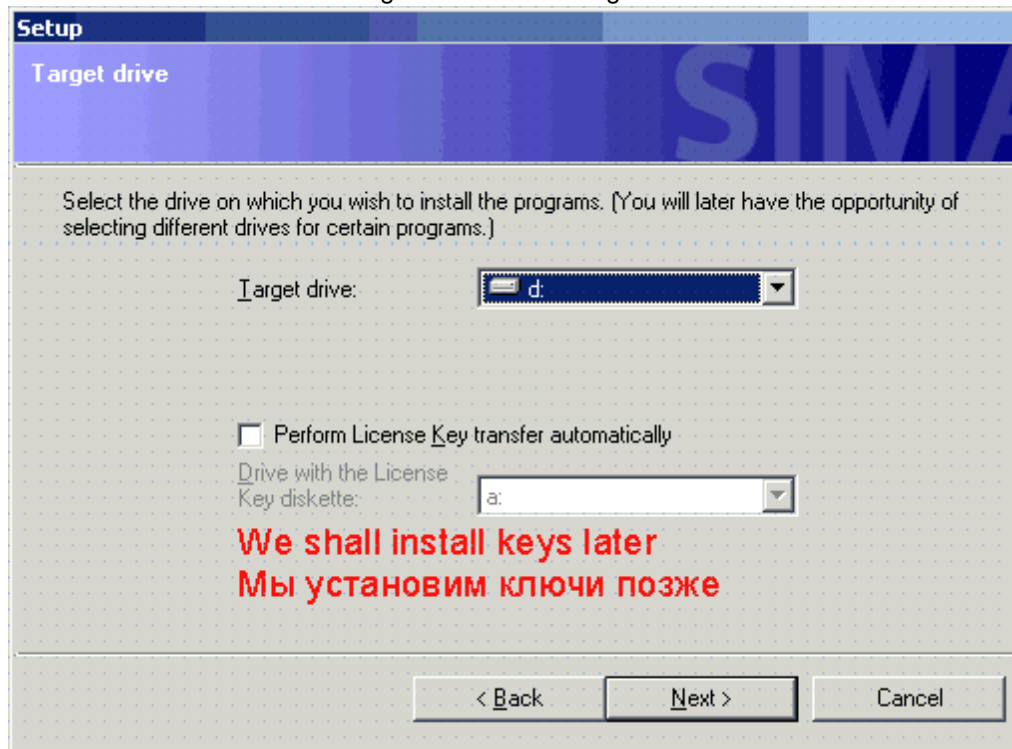 Setup
Target drive
SIMA
Select the drive on which you wish to install the programs. (You will later have the opportunity of
selecting different drives for certain programs.)
Target drive:
d:
Perform License Key transfer automatically
Drive with the License
Key diskette:
a:
We shall install keys later
Мы установим ключи позже
< Back
Next >
Cancel